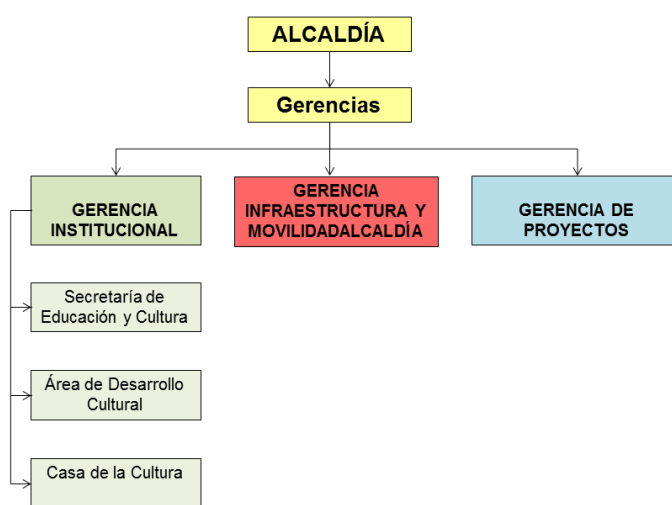 ALCALDÍA
Gerencias
GERENCIA
INSTITUCIONAL
GERENCIA
INFRAESTRUCTURA Y
MOVILIDADALCALDÍA
GERENCIA DE
PROYECTOS
Secretaría de
Educación y Cultura
Área de Desarrollo
Cultural
Casa de la Cultura